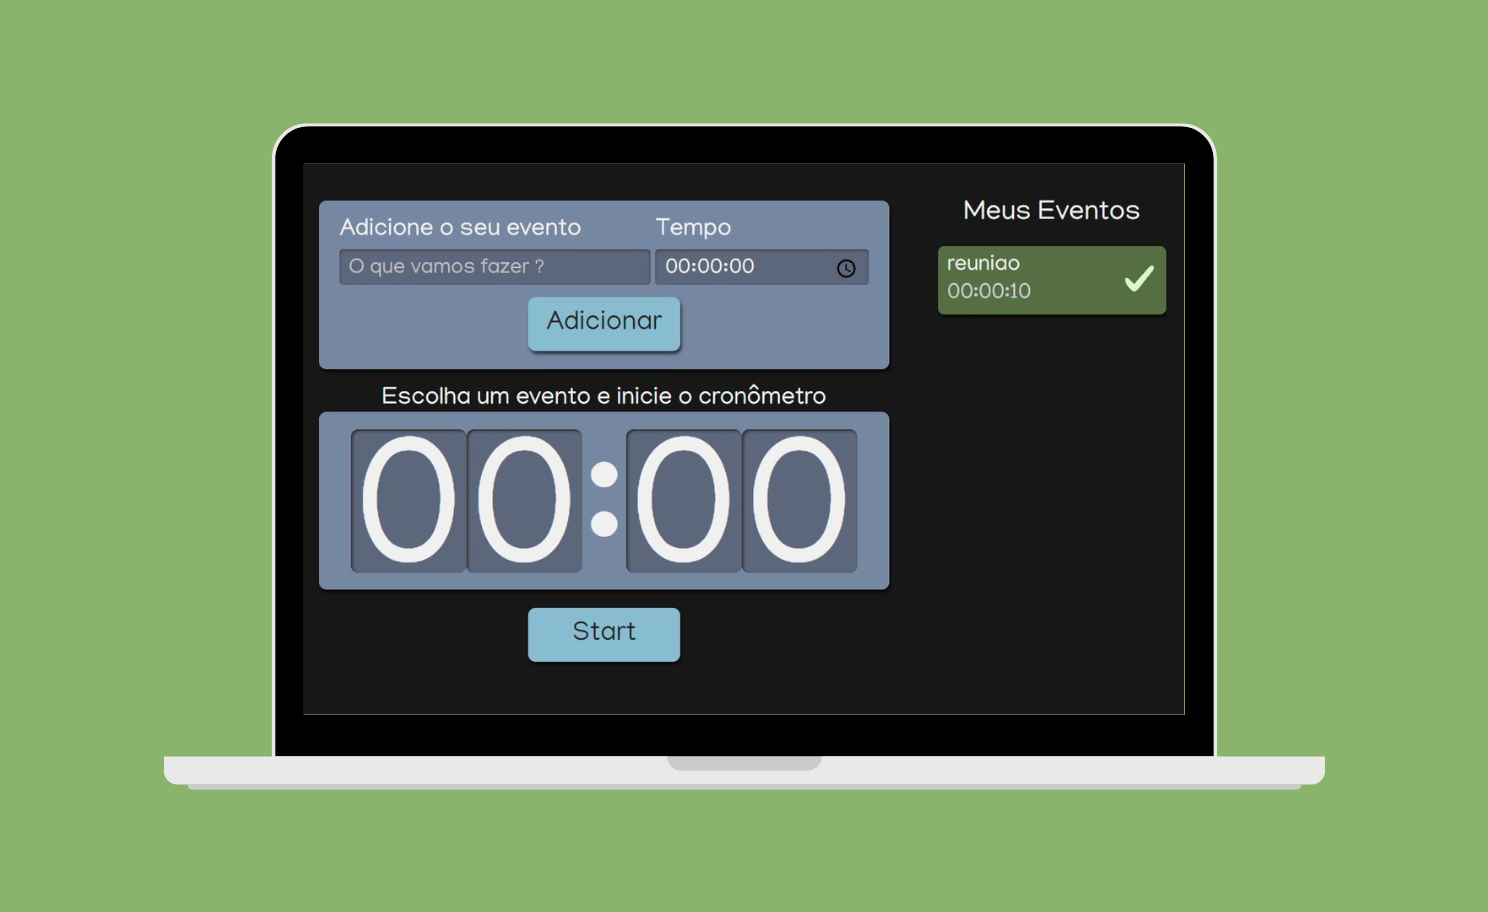 Adicione o seu evento
Tempo
O que vamos fazer ?
00:00:00
Adicionar
Escolha um evento e inicie o cronômetro
00:00
Start
Meus Eventos
reuniao
00:00:10